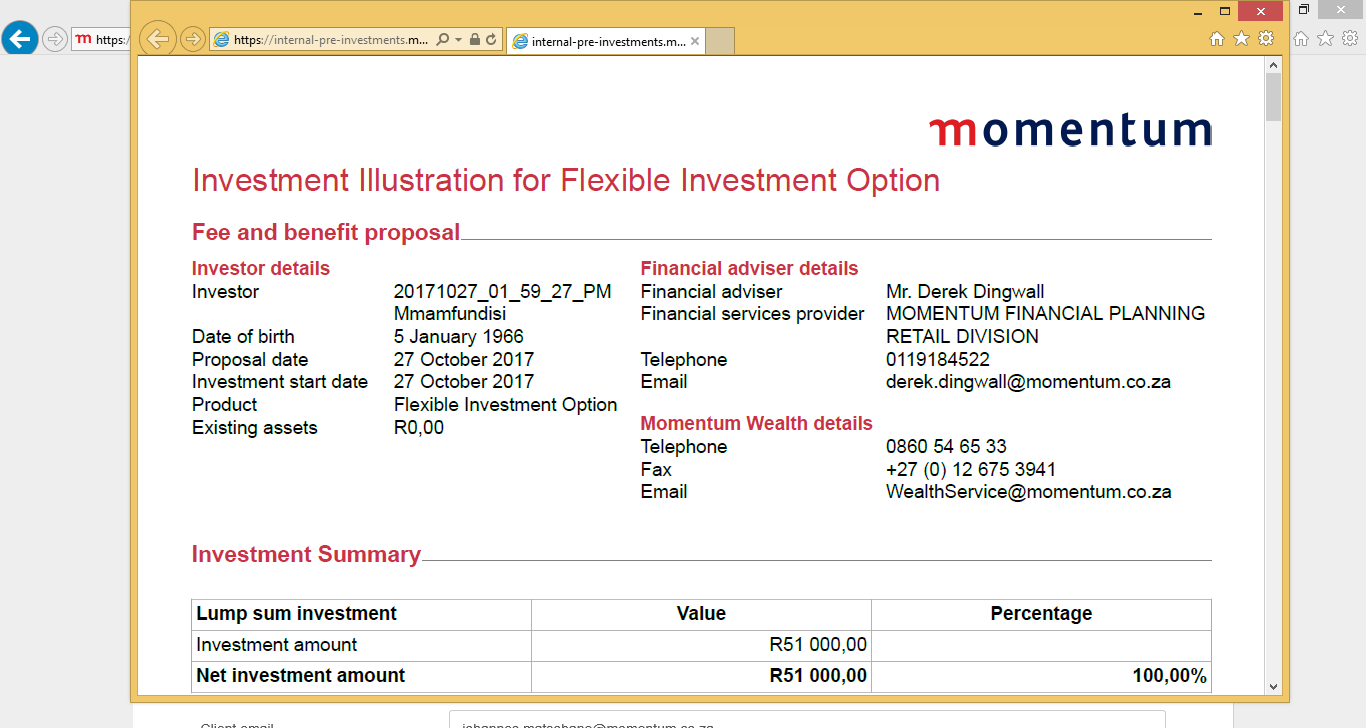 https:/
https://internal-pre-investments.m...
internal-pre-investments.m...
momentum
Investment Illustration for Flexible Investment Option
Fee and benefit proposal
Investor details
Investor 20171027_01_59_27_PM
Mmamfundisi
Date of birth 5 January 1966
Proposal date 27 October 2017
Investment start date 27 October 2017
Product Flexible Investment Option
Existing assets R0,00
Financial adviser details
Financial adviser Mr. Derek Dingwall
Financial services provider MOMENTUM FINANCIAL PLANNING
RETAIL DIVISION
Telephone 0119184522
Email derek.dingwall@momentum.co.za
Momentum Wealth details
Telephone 0860 54 65 33
Fax +27 (0) 12 675 3941
Email WealthService@momentum.co.za
Investment Summary
Lump sum investment Value Percentage
Investment amount R51 000,00
Net investment amount R51 000,00 100,00%
Client email